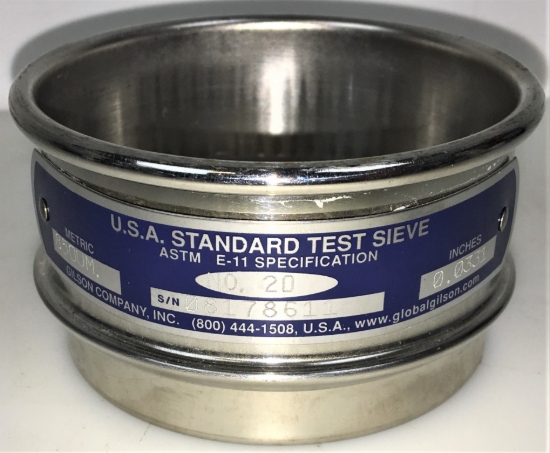 U.S.A. STANDARD TEST SIEVE
ASTM E-11 SPECIFICATION
METRIC
850UM.
NO. 20
INCHES
0.0331
S/N
GILSON COMPANY, INC. (800) 444-1508, U.S.A., www.globalgilson.com